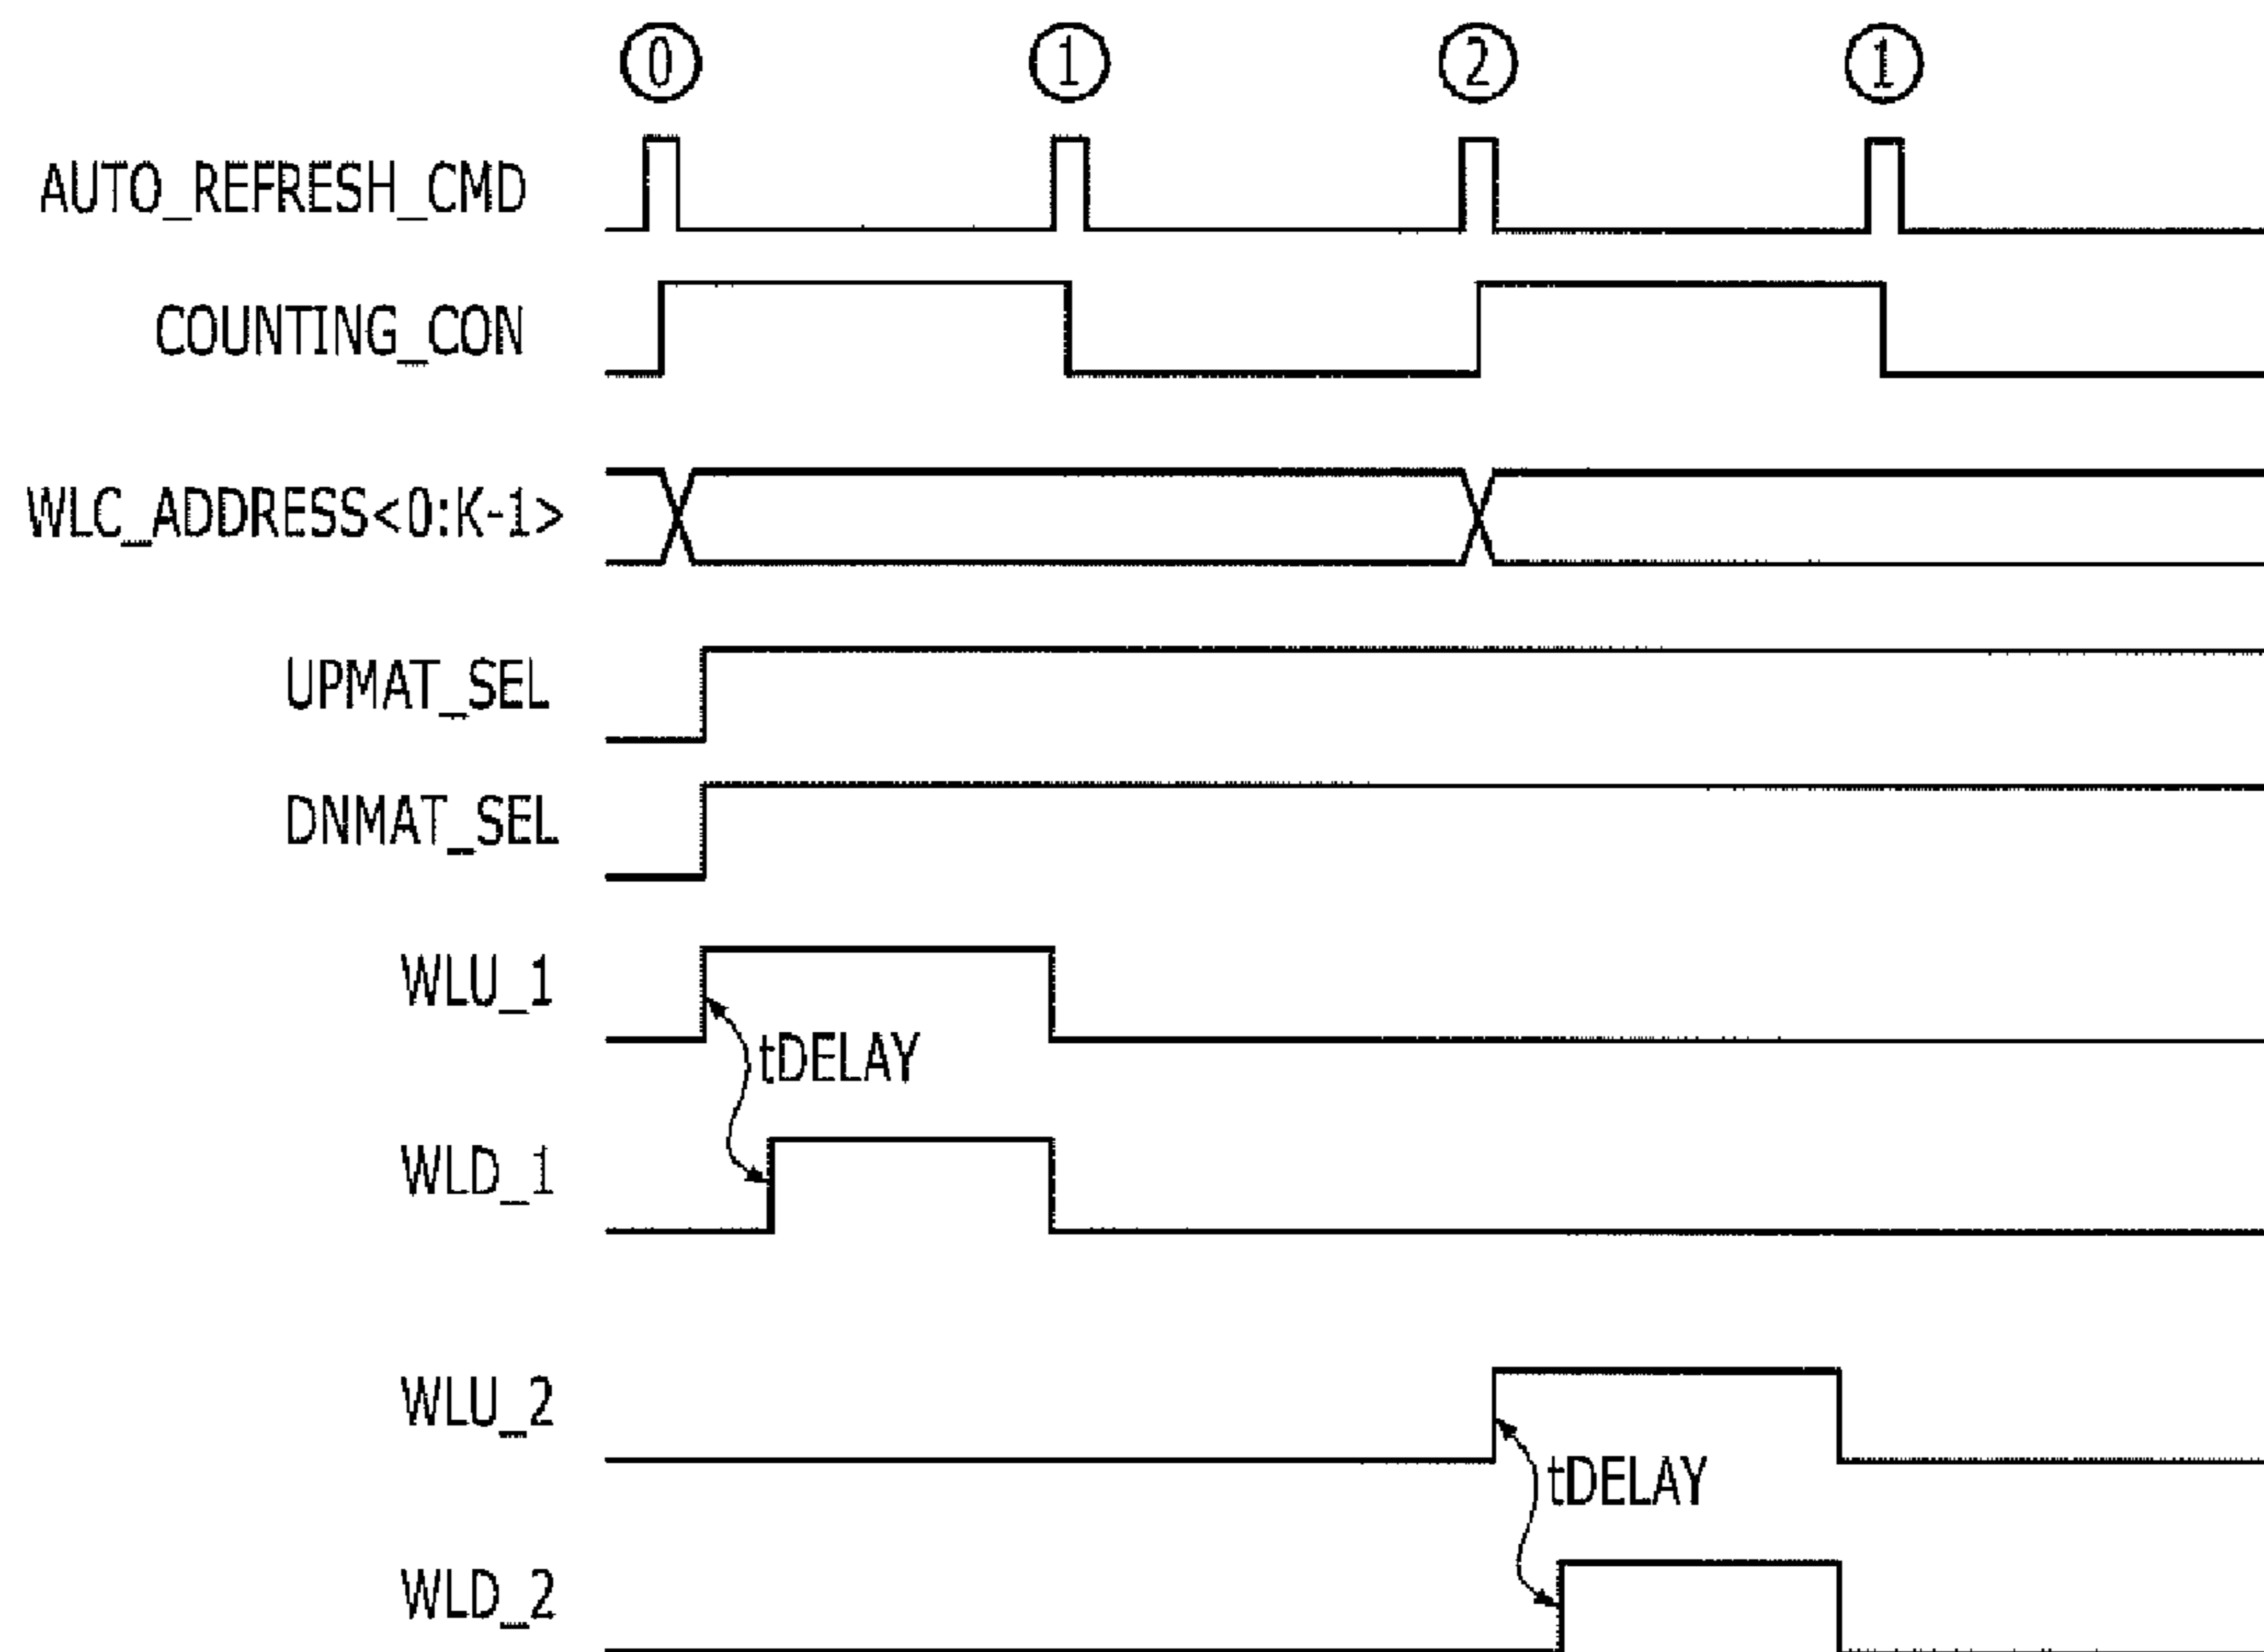 0 1 2 1
AUTO_REFRESH_CMD
COUNTING_CON
WLC_ADDRESS<0:K-1>
UPMAT_SEL
DNMAT_SEL
WLU_1
tDELAY
WLD_1
WLU_2
tDELAY
WLD_2